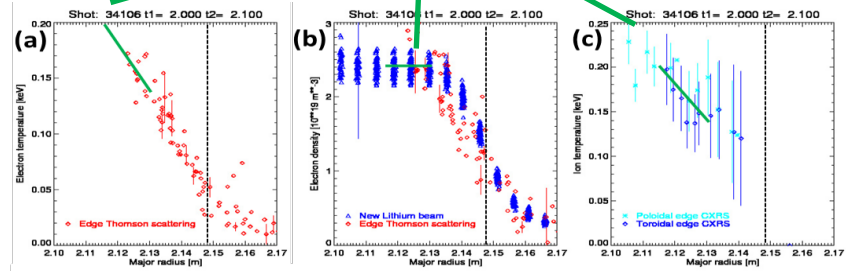 Shot: 34106 t1= 2.000 t2= 2.100
(a)
Electron temperature [keV]
0.20
0.15
0.10
0.05
0.00
Edge Thomson scattering
2.10 2.11 2.12 2.13 2.14 2.15 2.16 2.17
Major radius [m]
Shot: 34106 t1= 2.000 t2= 2.100
(b)
Electron density [10**19 m**-3]
3
2
1
0
New Lithium beam
Edge Thomson scattering
2.10 2.11 2.12 2.13 2.14 2.15 2.16 2.17
Major radius [m]
Shot: 34106 t1= 2.000 t2= 2.100
(c)
Ion temperature [keV]
0.25
0.20
0.15
0.10
0.05
0.00
Poloidal edge CXRS
Toroidal edge CXRS
2.10 2.11 2.12 2.13 2.14 2.15 2.16 2.17
Major radius [m]